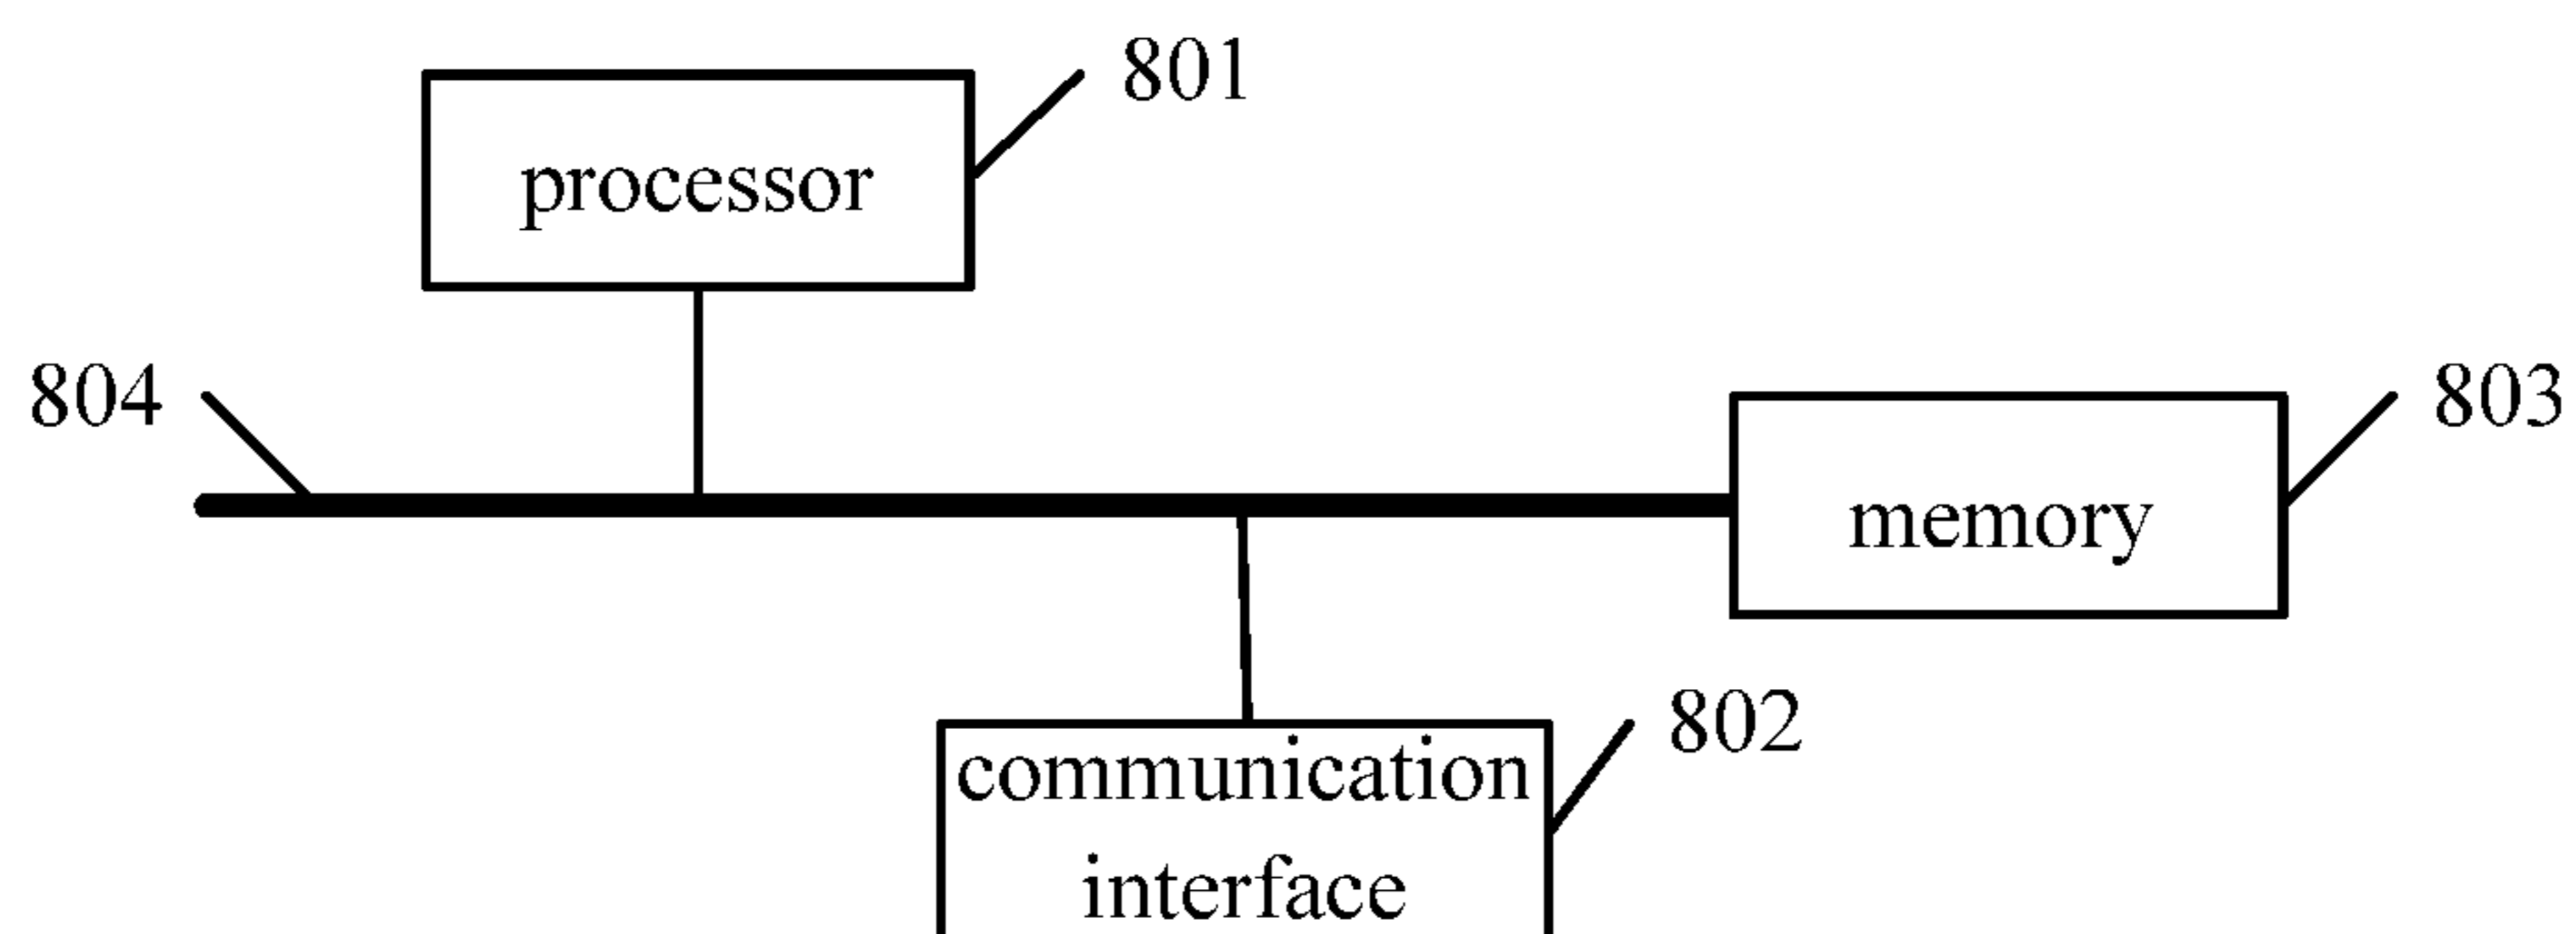 801
processor
804
803
memory
802
communication
interface